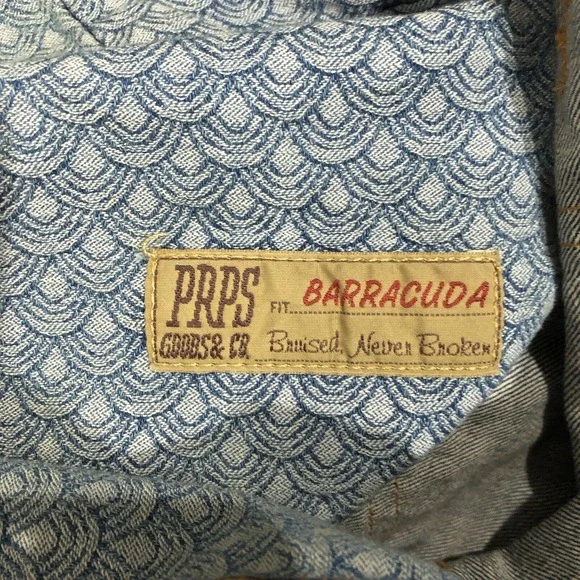 PRPS
GOODS & CO.
FIT BARRACUDA
Bruised, Never Broken